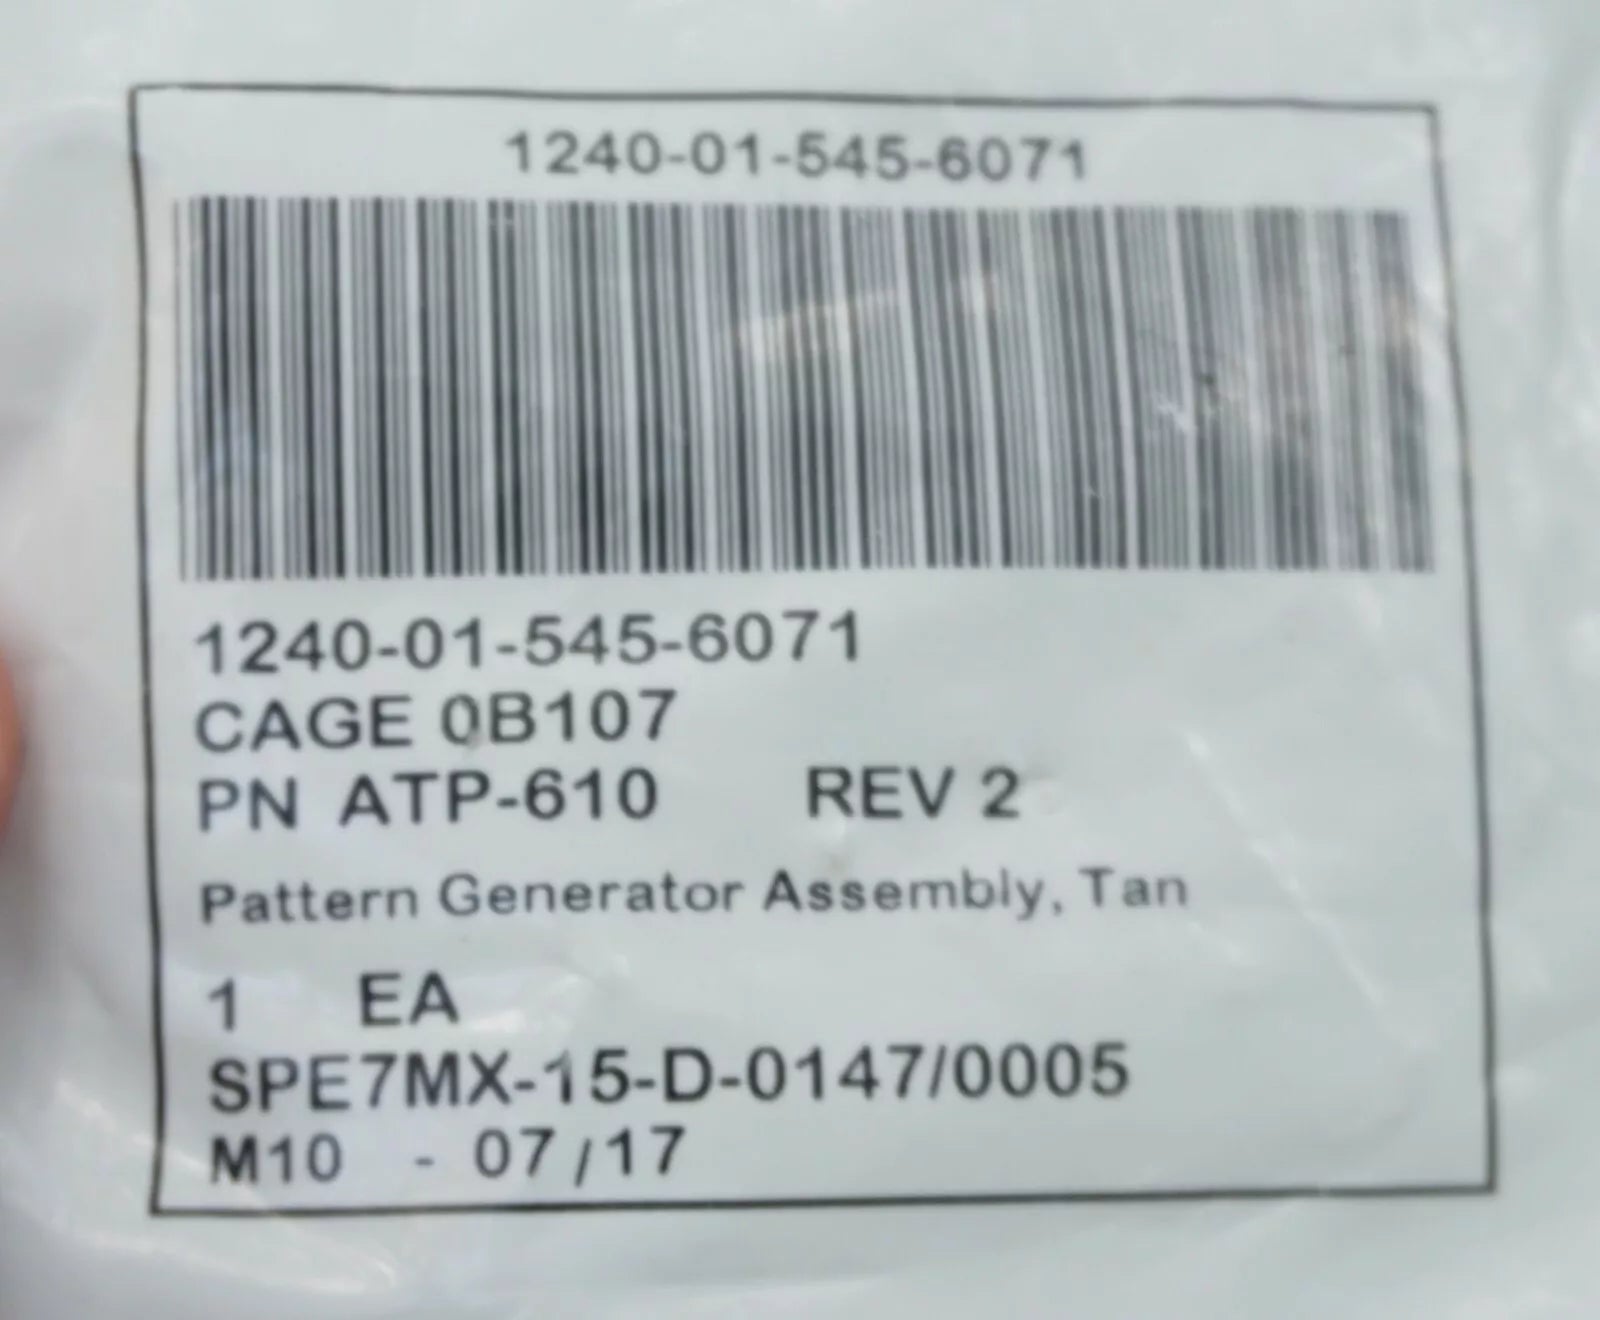 1240-01-545-6071
1240-01-545-6071
CAGE 0B107
PN ATP-610 REV 2
Pattern Generator Assembly, Tan
1 EA
SPE7MX-15-D-0147/0005
M10 - 07/17